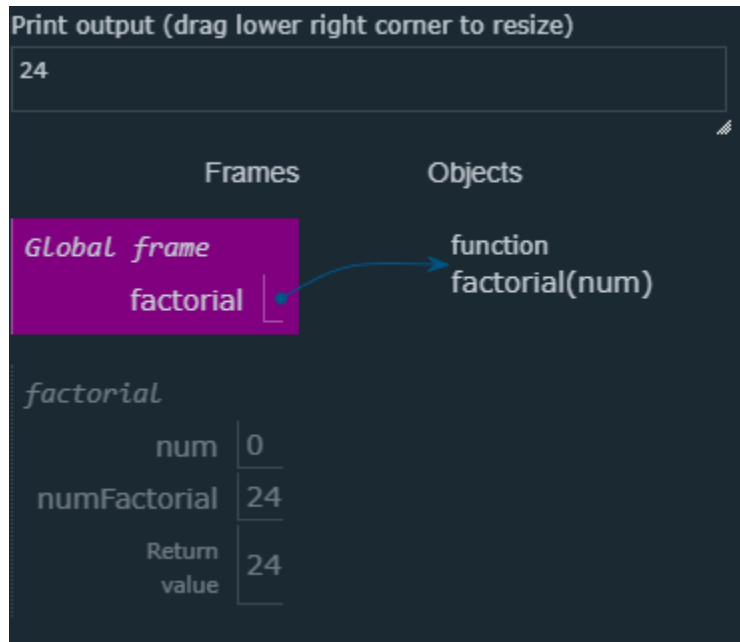 Print output (drag lower right corner to resize)
24
Frames Objects
Global frame
factorial
function
factorial(num)
factorial
num 0
numFactorial 24
Return
value 24